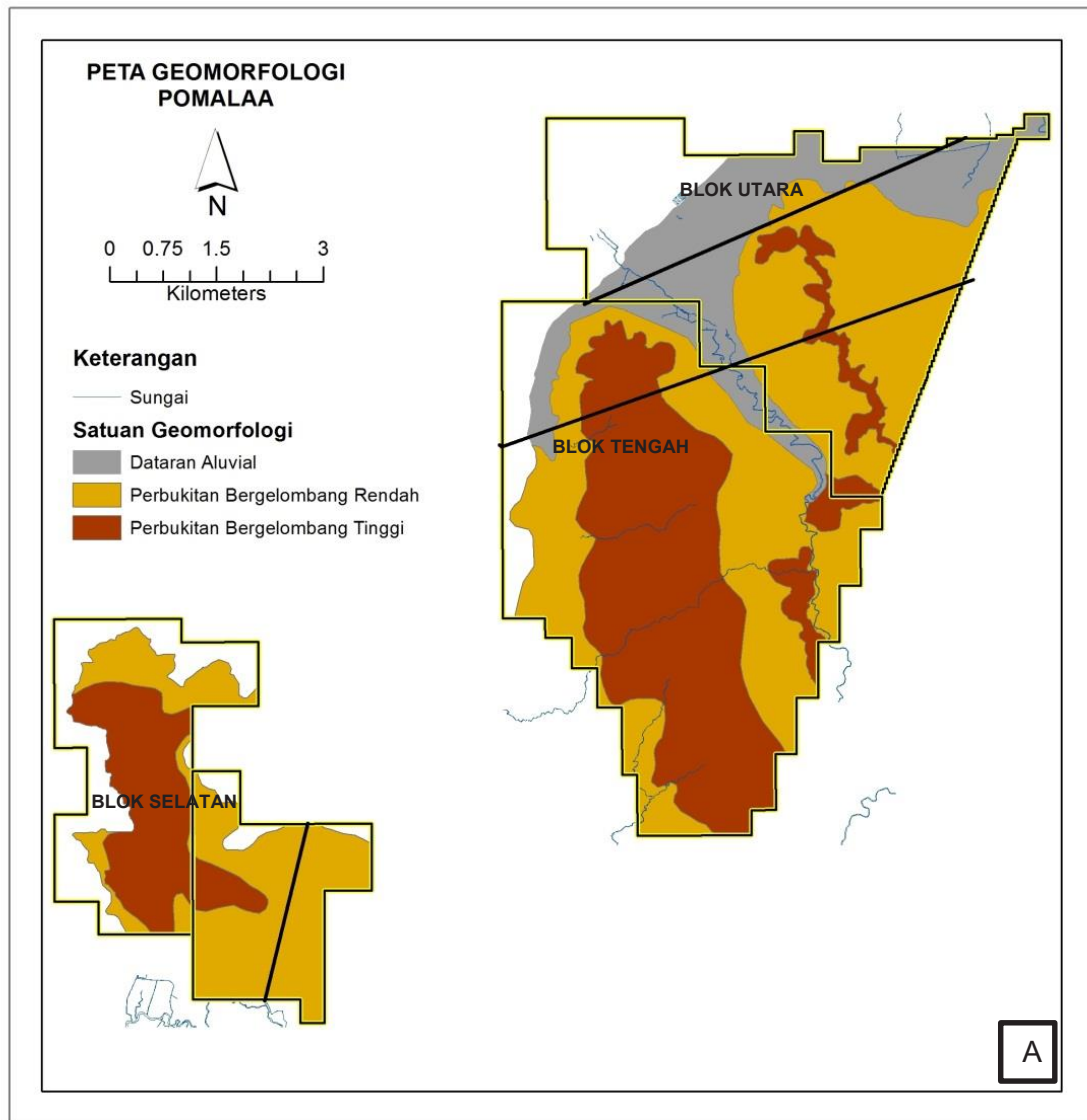 PETA GEOMORFOLOGI
POMALAA
N
0 0.75 1.5 3
Kilometers
Keterangan
Sungai
Satuan Geomorfologi
Dataran Aluvial
Perbukitan Bergelombang Rendah
Perbukitan Bergelombang Tinggi
BLOK UTARA
BLOK TENGAH
BLOK SELATAN
A